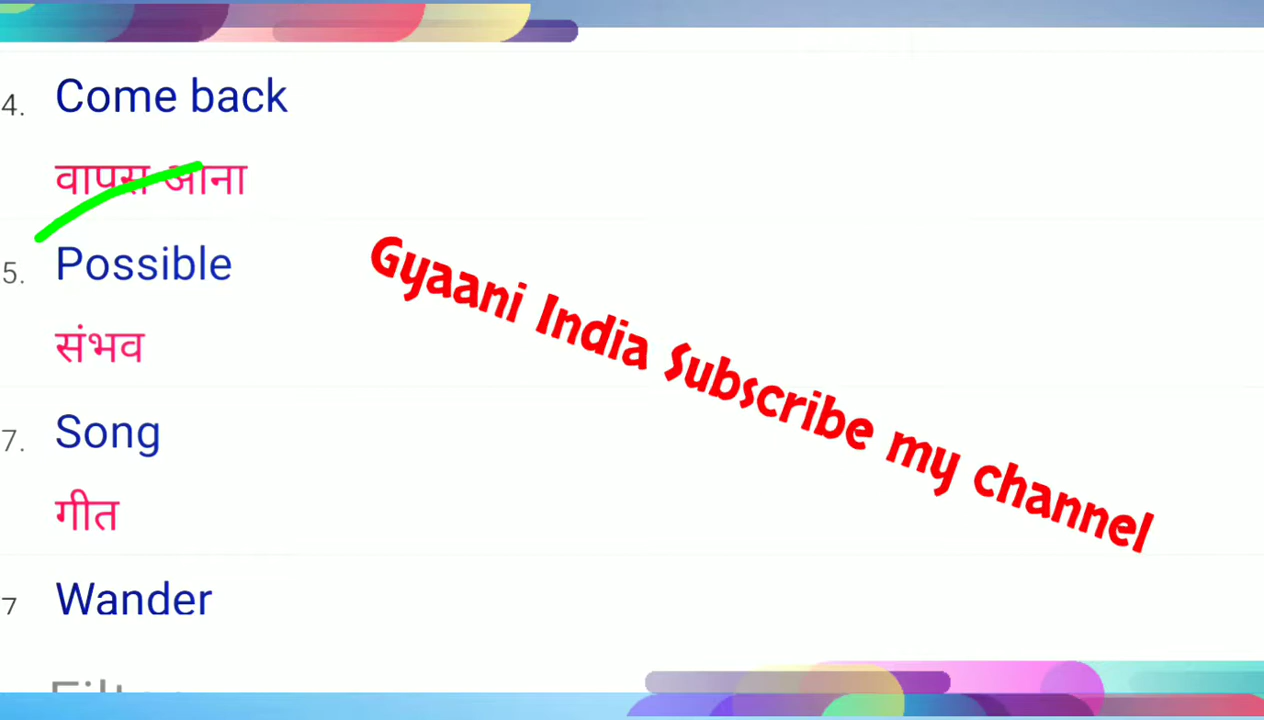 4. Come back
वापस आना
5. Possible
संभव
Gyaani India Subscribe my channel
7. Song
गीत
7 Wander